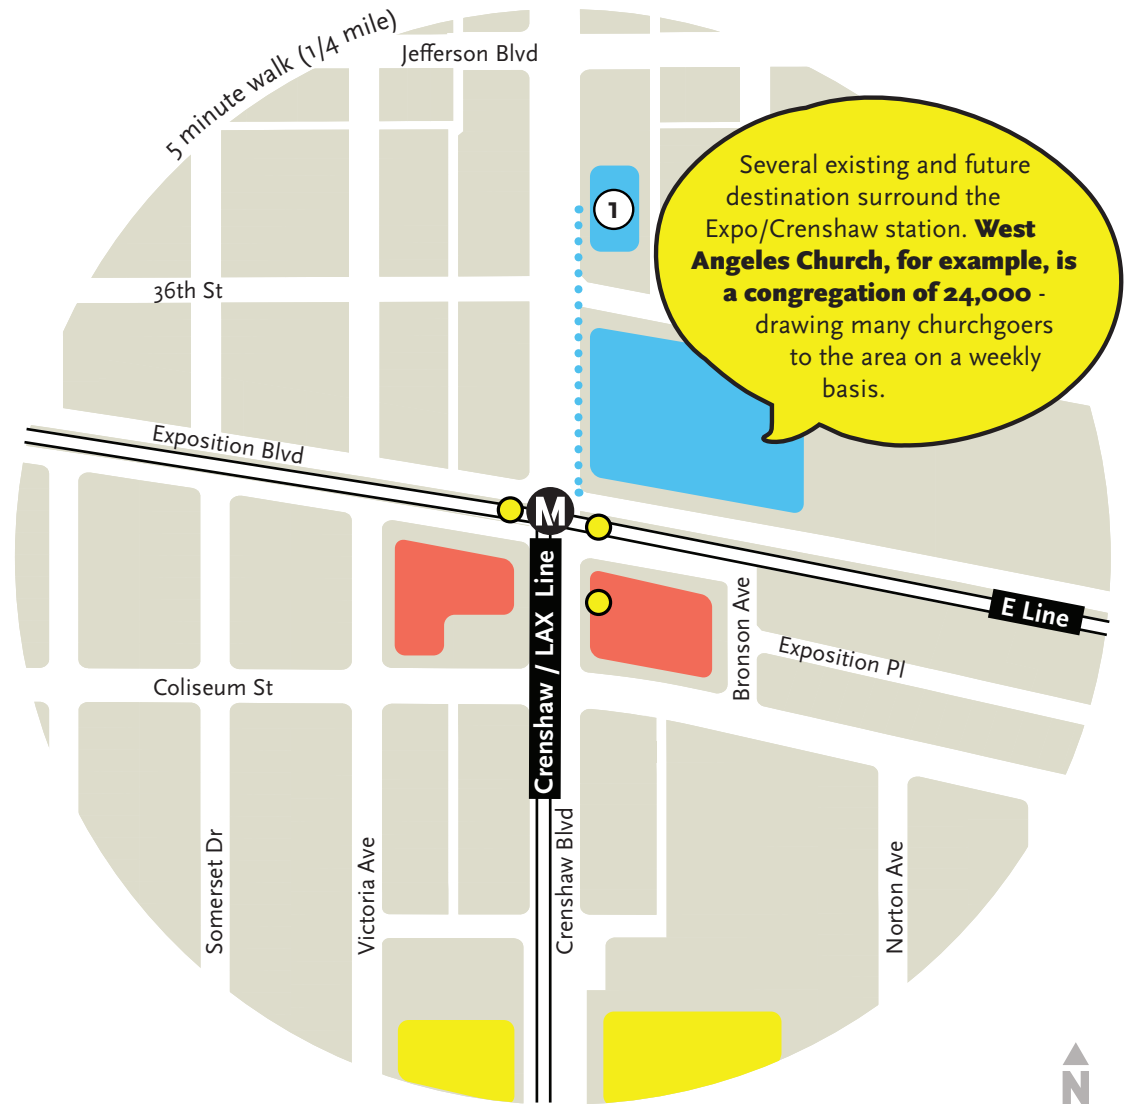 5 minute walk (1/4 mile)
Jefferson Blvd
1
Several existing and future
destination surround the
Expo/Crenshaw station. West
Angeles Church, for example, is
a congregation of 24,000 -
drawing many churchgoers
to the area on a weekly
basis.
36th St
Exposition Blvd
M
Crenshaw / LAX Line
E Line
Bronson Ave
Exposition Pl
Coliseum St
Somerset Dr
Victoria Ave
Crenshaw Blvd
Norton Ave
N